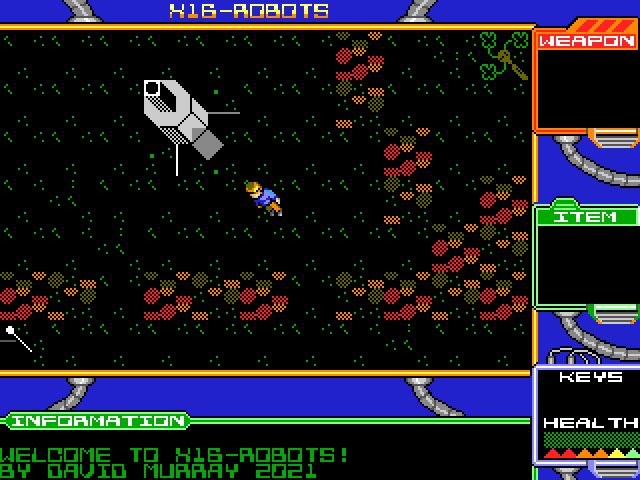 X16-ROBOTS
WEAPON
ITEM
KEYS
HEALTH
INFORMATION
WELCOME TO X16-ROBOTS!
BY DAVID MURRAY 2021